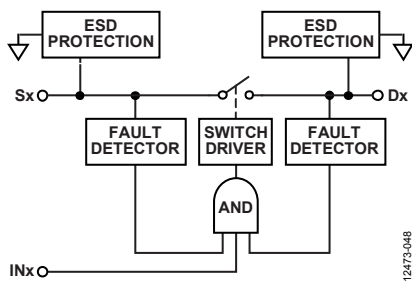 ESD
PROTECTION
ESD
PROTECTION
Sx
Dx
FAULT
DETECTOR
SWITCH
DRIVER
FAULT
DETECTOR
AND
INx
12473-048